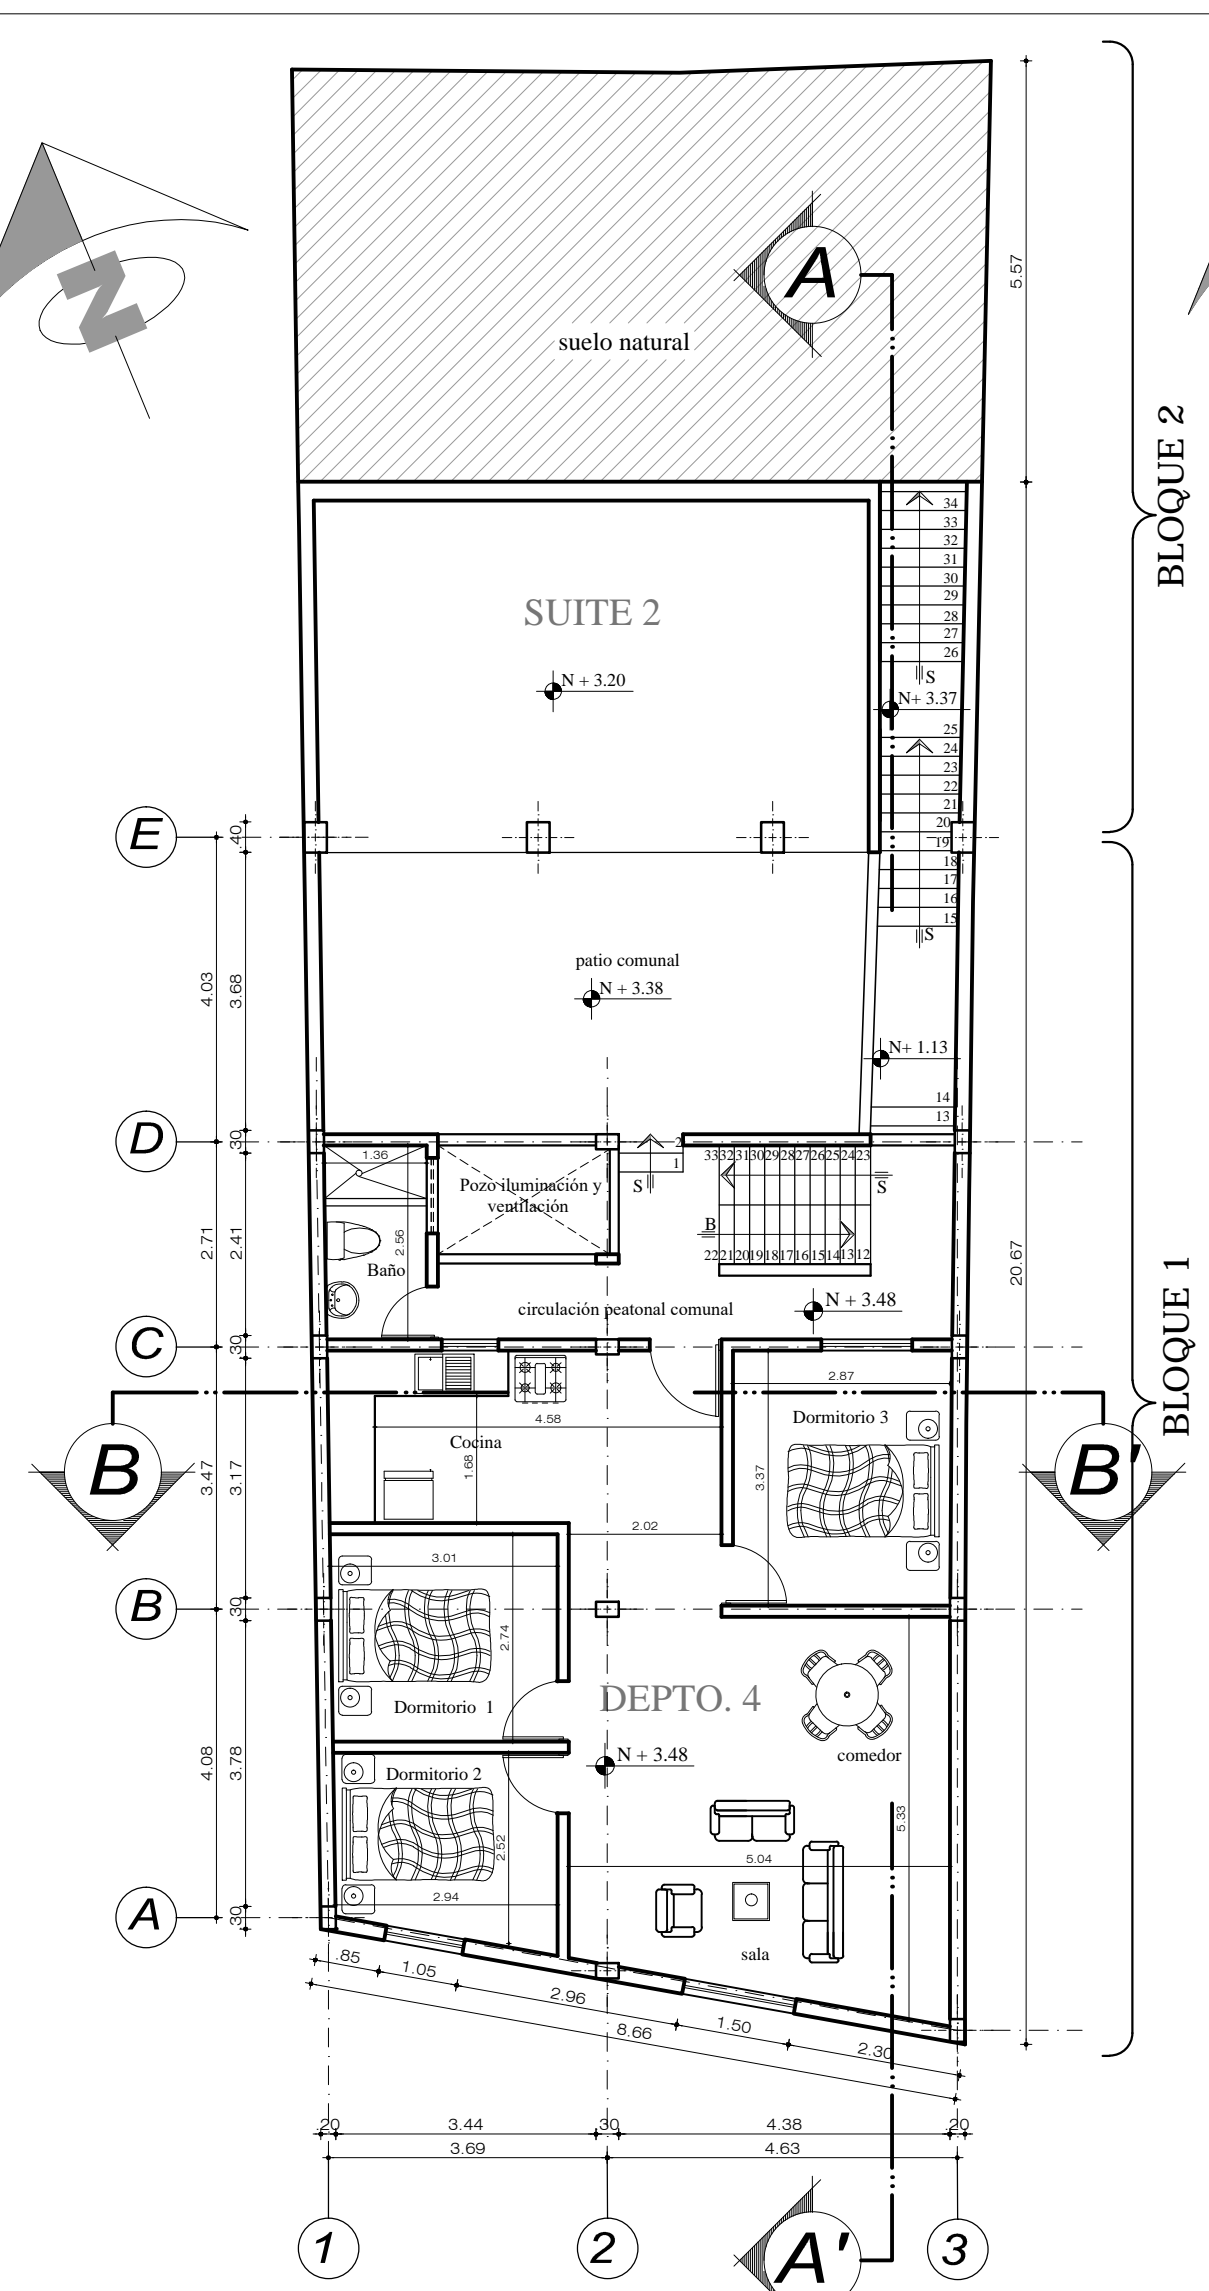 N
A
5.57
suelo natural
BLOQUE 2
34
33
32
31
30
29
28
27
26
S
SUITE 2
N + 3.20
N+ 3.37
25
24
23
22
21
20
19
18
17
16
15
S
E
.40
4.03
3.68
patio comunal
N + 3.38
N+ 1.13
14
13
D
.30
2
1
S
1.36
Pozo iluminación y
ventilación
33 32 31 30 29 28 27 26 25 24 23
S
B
22 21 20 19 18 17 16 15 14 13 12
2.71
2.41
2.56
Baño
20.67
circulación peatonal comunal
N + 3.48
BLOQUE 1
C
.30
2.87
4.58
Cocina
1.68
Dormitorio 3
3.37
B
B'
3.47
3.17
2.02
3.01
B
.30
2.74
Dormitorio 1
DEPTO. 4
N + 3.48
comedor
4.08
3.78
Dormitorio 2
2.52
5.33
5.04
2.94
A
.30
sala
.85
1.05
2.96
1.50
2.30
8.66
.20
3.44
.30
4.38
.20
3.69
4.63
1
2
A'
3